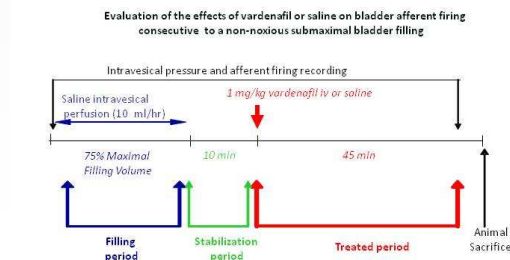 Evaluation of the effects of vardenafil or saline on bladder afferent firing
consecutive to a non-noxious submaximal bladder filling
Intravesical pressure and afferent firing recording
1 mg/kg vardenafil iv or saline
Saline intravesical
perfusion (10 ml/hr)
75% Maximal
Filling Volume
10 min
45 min
Filling
period
Stabilization
period
Treated period
Animal
Sacrifice